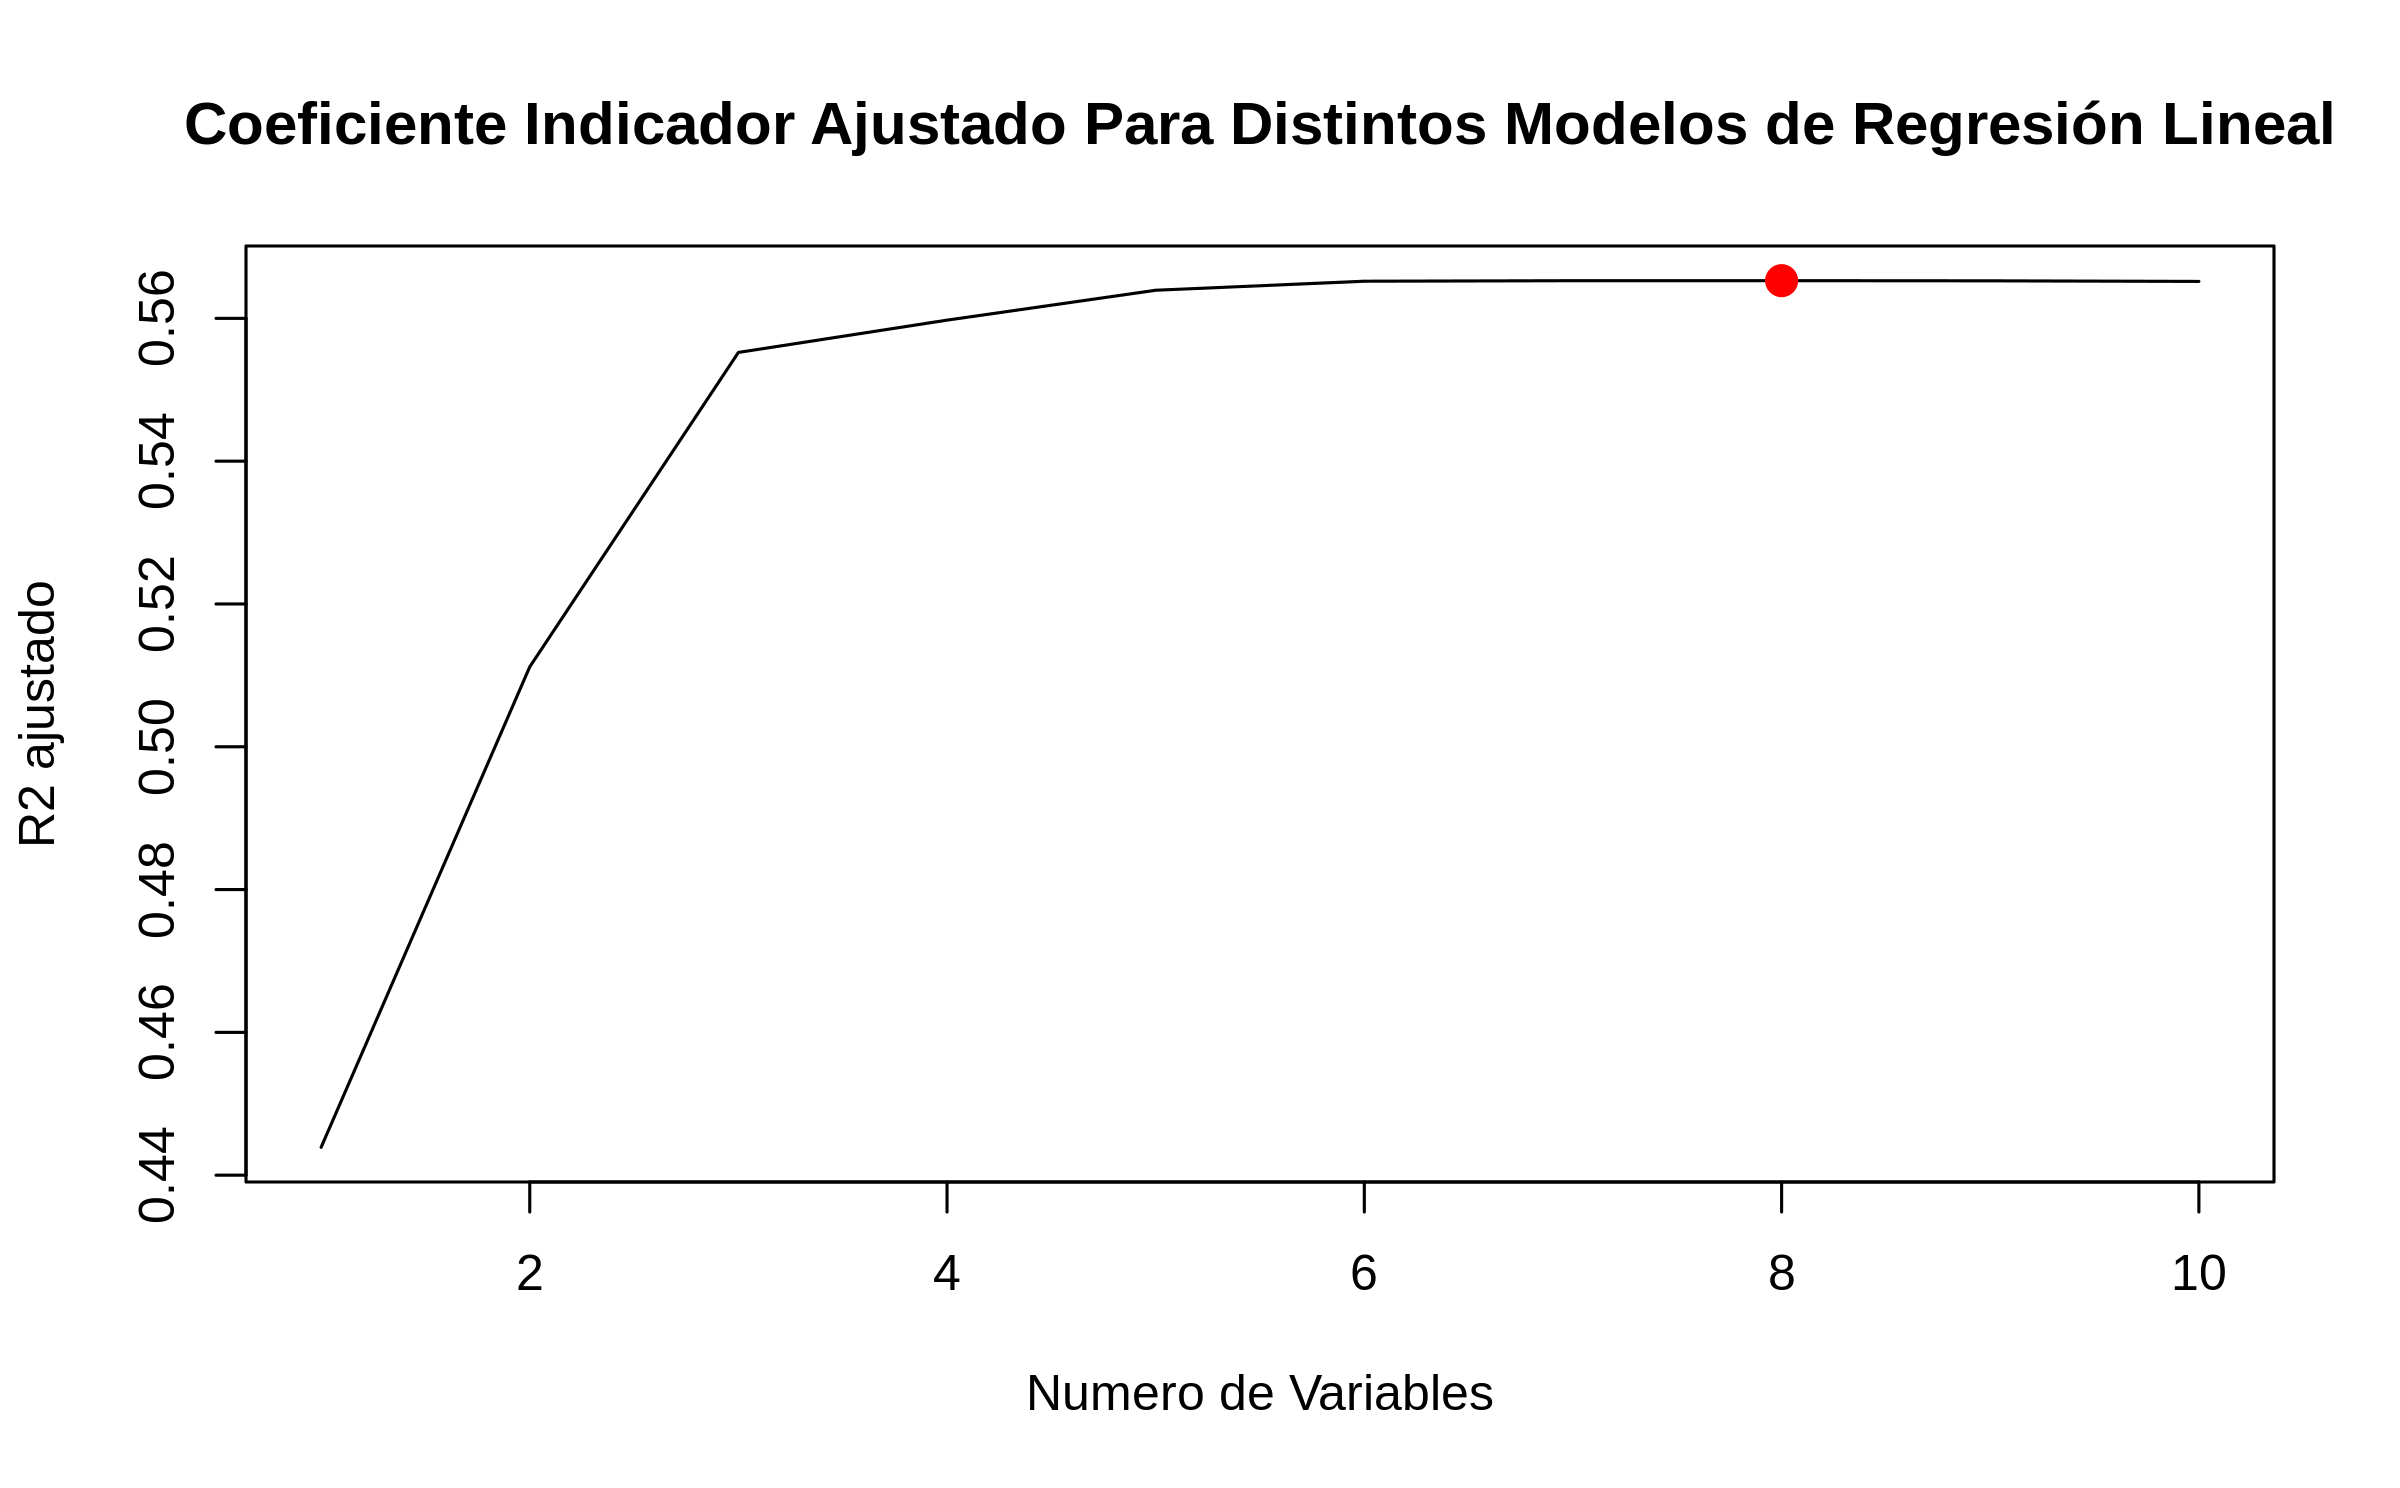 Coeficiente Indicador Ajustado Para Distintos Modelos de Regresión Lineal
R2 ajustado
0.56
0.54
0.52
0.50
0.48
0.46
0.44
2 4 6 8 10
Numero de Variables